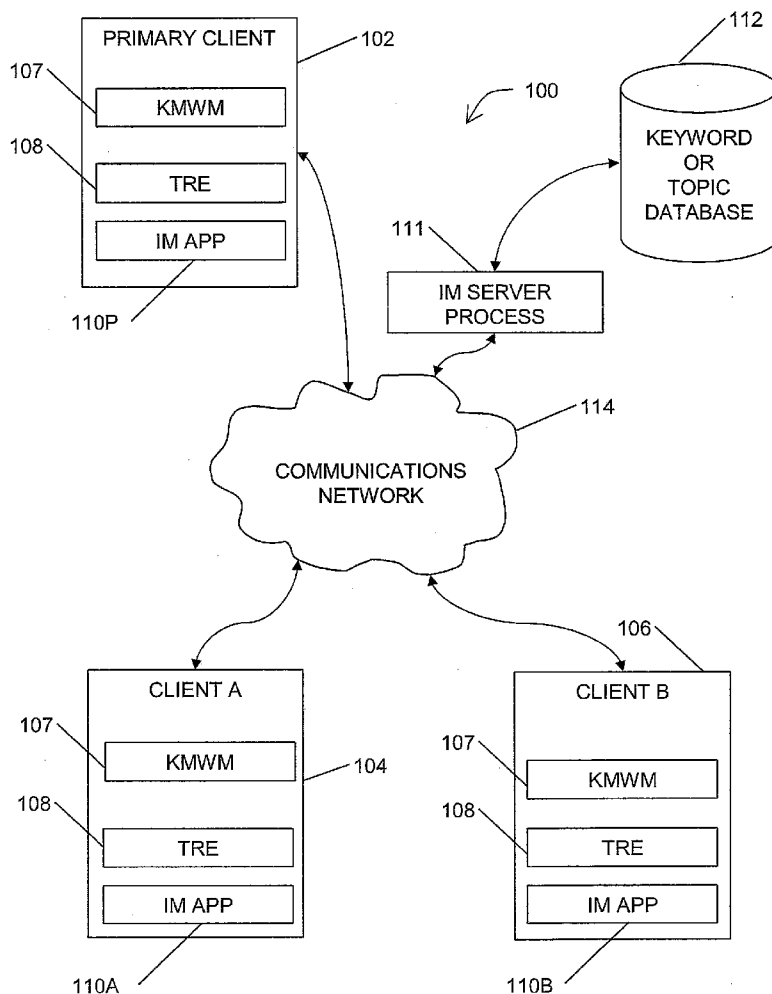 PRIMARY CLIENT
102
107
KMWM
108
TRE
IM APP
110P
100
112
KEYWORD
OR
TOPIC
DATABASE
111
IM SERVER
PROCESS
114
COMMUNICATIONS
NETWORK
CLIENT A
104
107
KMWM
108
TRE
IM APP
110A
106
CLIENT B
107
KMWM
108
TRE
IM APP
110B